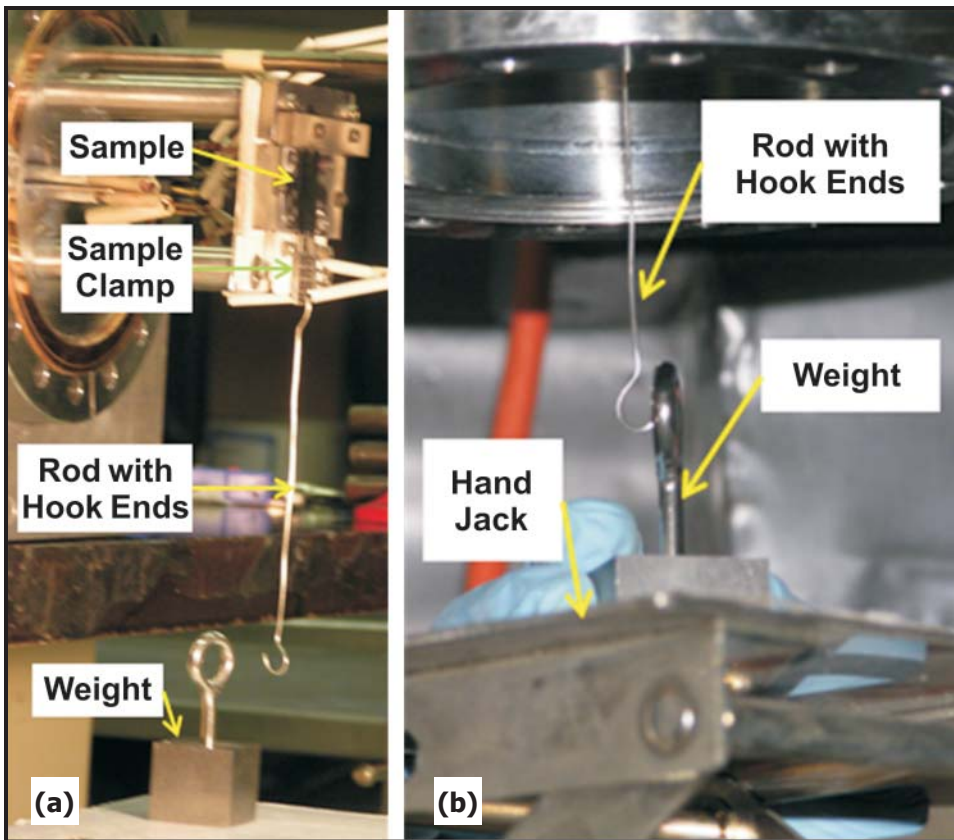 Sample
Sample
Clamp
Rod with
Hook Ends
Weight
(a)
Rod with
Hook Ends
Weight
Hand
Jack
(b)